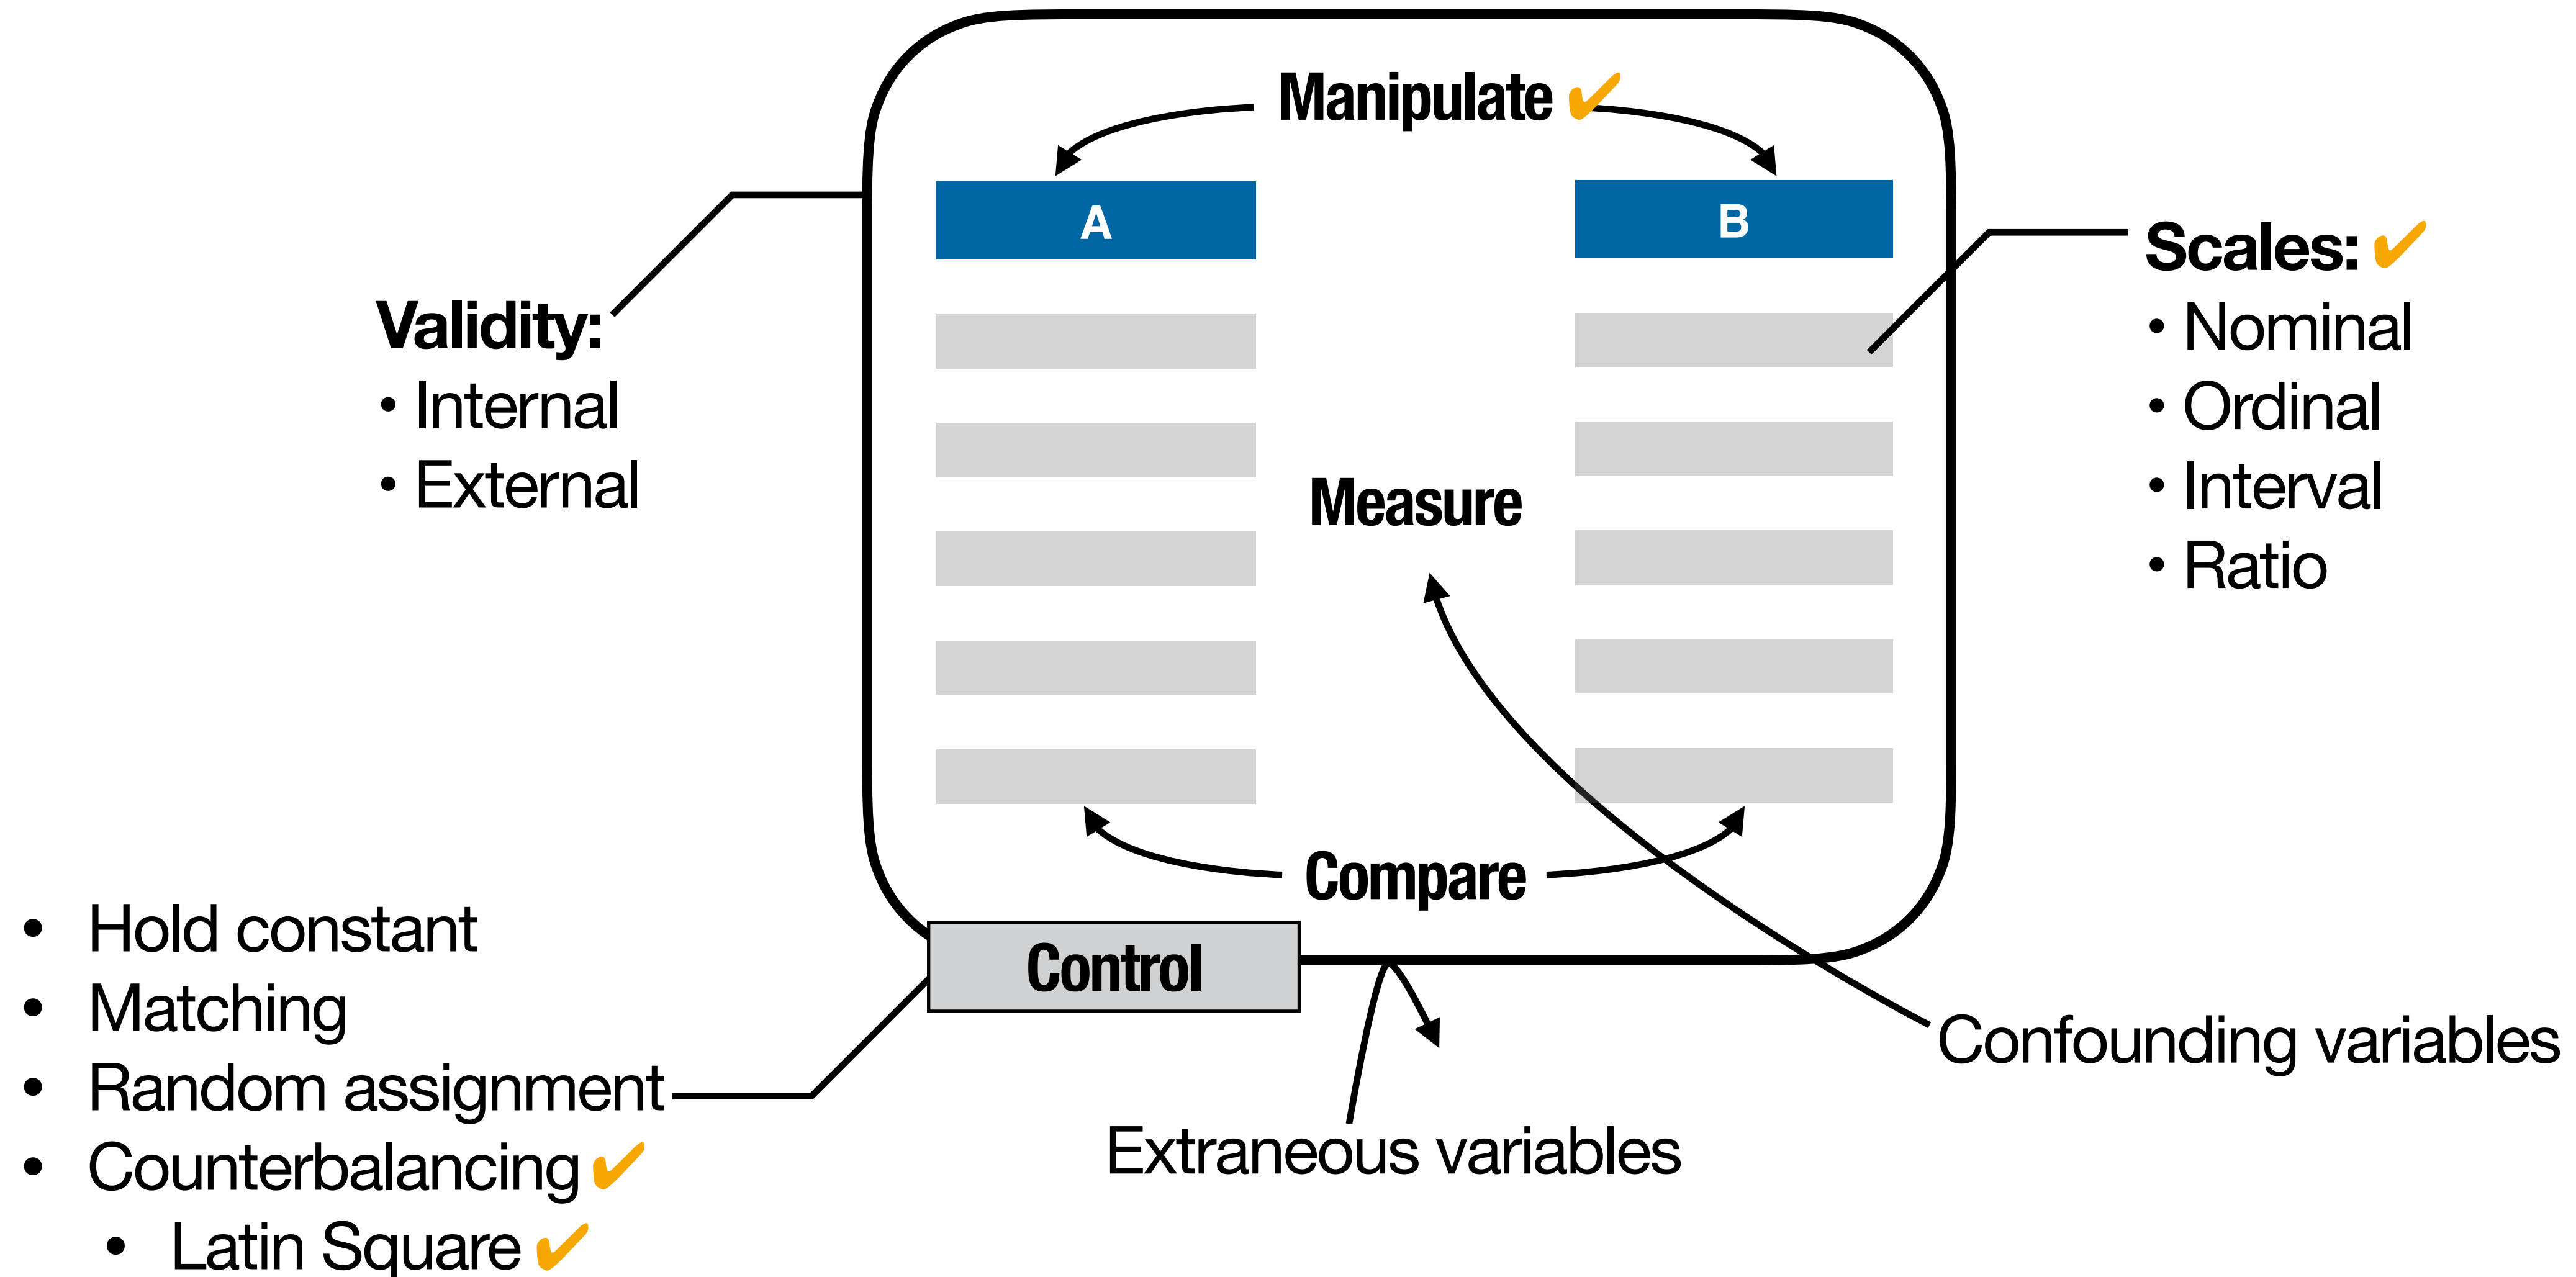 Manipulate ✔
A
B
Validity:
• Internal
• External
Scales: ✔
• Nominal
• Ordinal
• Interval
• Ratio
Measure
Compare
Control
• Hold constant
• Matching
• Random assignment
• Counterbalancing ✔
• Latin Square ✔
Extraneous variables
Confounding variables